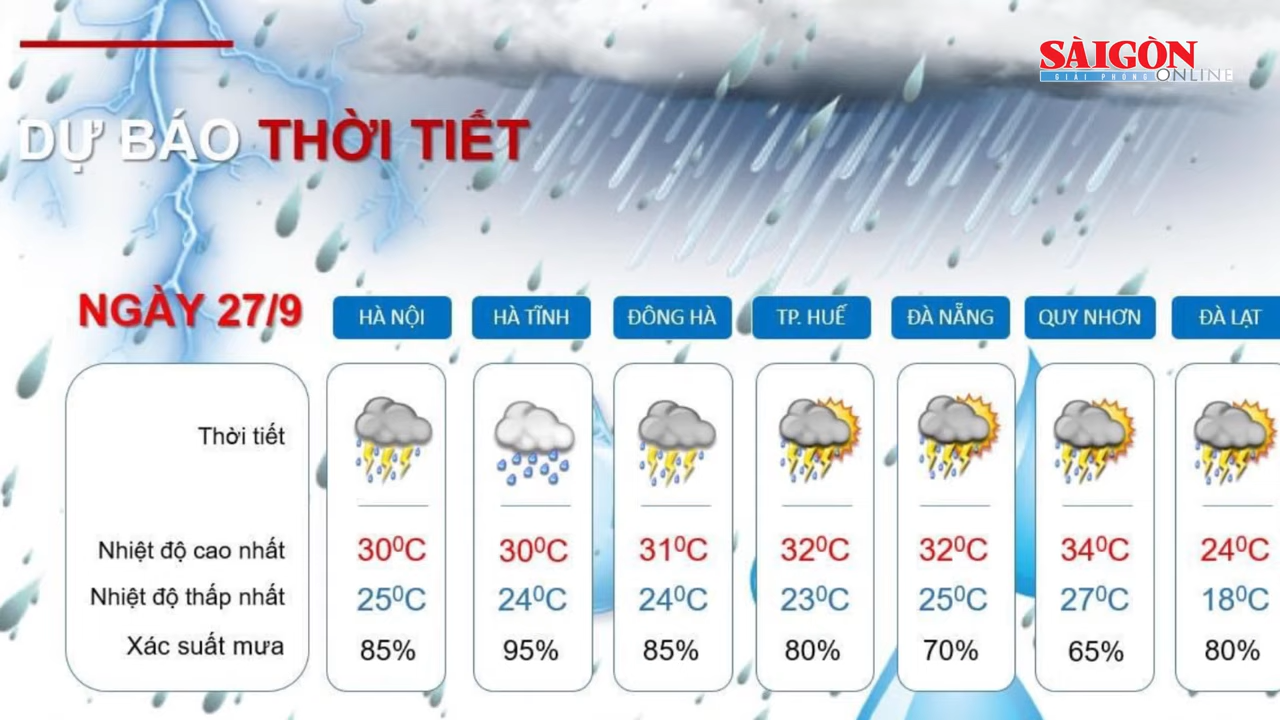 SÀIGÒN
GIẢI PHÓNG ONLINE
DỰ BÁO THỜI TIẾT
NGÀY 27/9 HÀ NỘI HÀ TĨNH ĐÔNG HÀ TP. HUẾ ĐÀ NẴNG QUY NHƠN ĐÀ LẠT
Thời tiết
Nhiệt độ cao nhất 30⁰C 30⁰C 31⁰C 32⁰C 32⁰C 34⁰C 24⁰C
Nhiệt độ thấp nhất 25⁰C 24⁰C 24⁰C 23⁰C 25⁰C 27⁰C 18⁰C
Xác suất mưa 85% 95% 85% 80% 70% 65% 80%